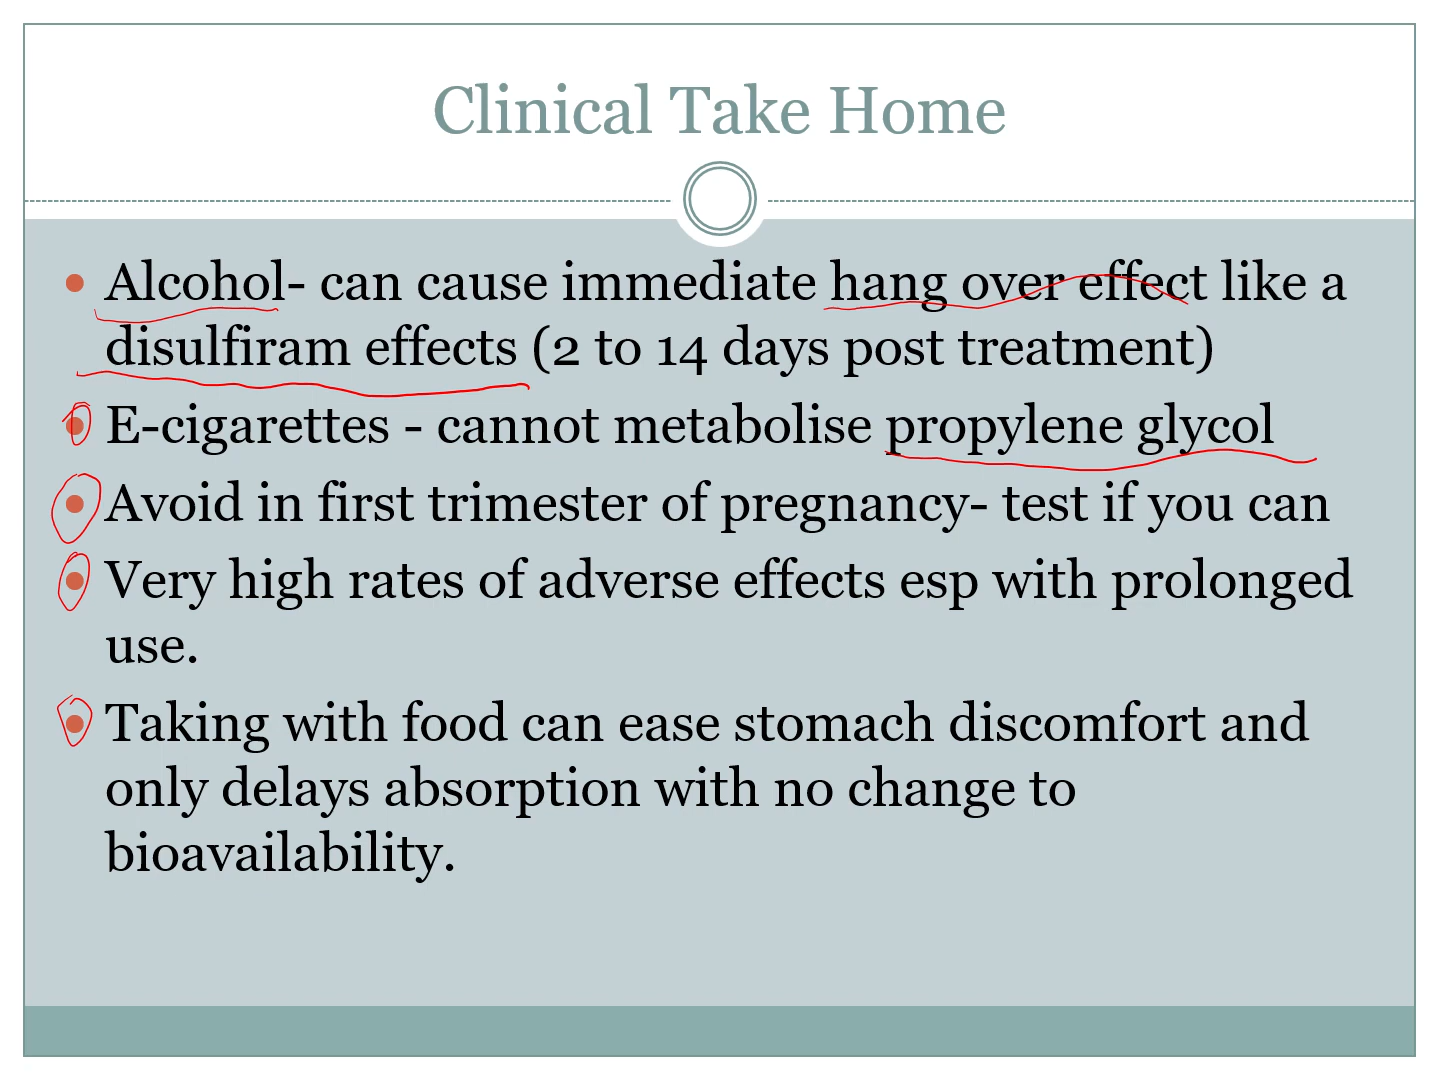 Clinical Take Home
Alcohol- can cause immediate hang over effect like a
disulfiram effects (2 to 14 days post treatment)
E-cigarettes - cannot metabolise propylene glycol
Avoid in first trimester of pregnancy- test if you can
Very high rates of adverse effects esp with prolonged
use.
Taking with food can ease stomach discomfort and
only delays absorption with no change to
bioavailability.